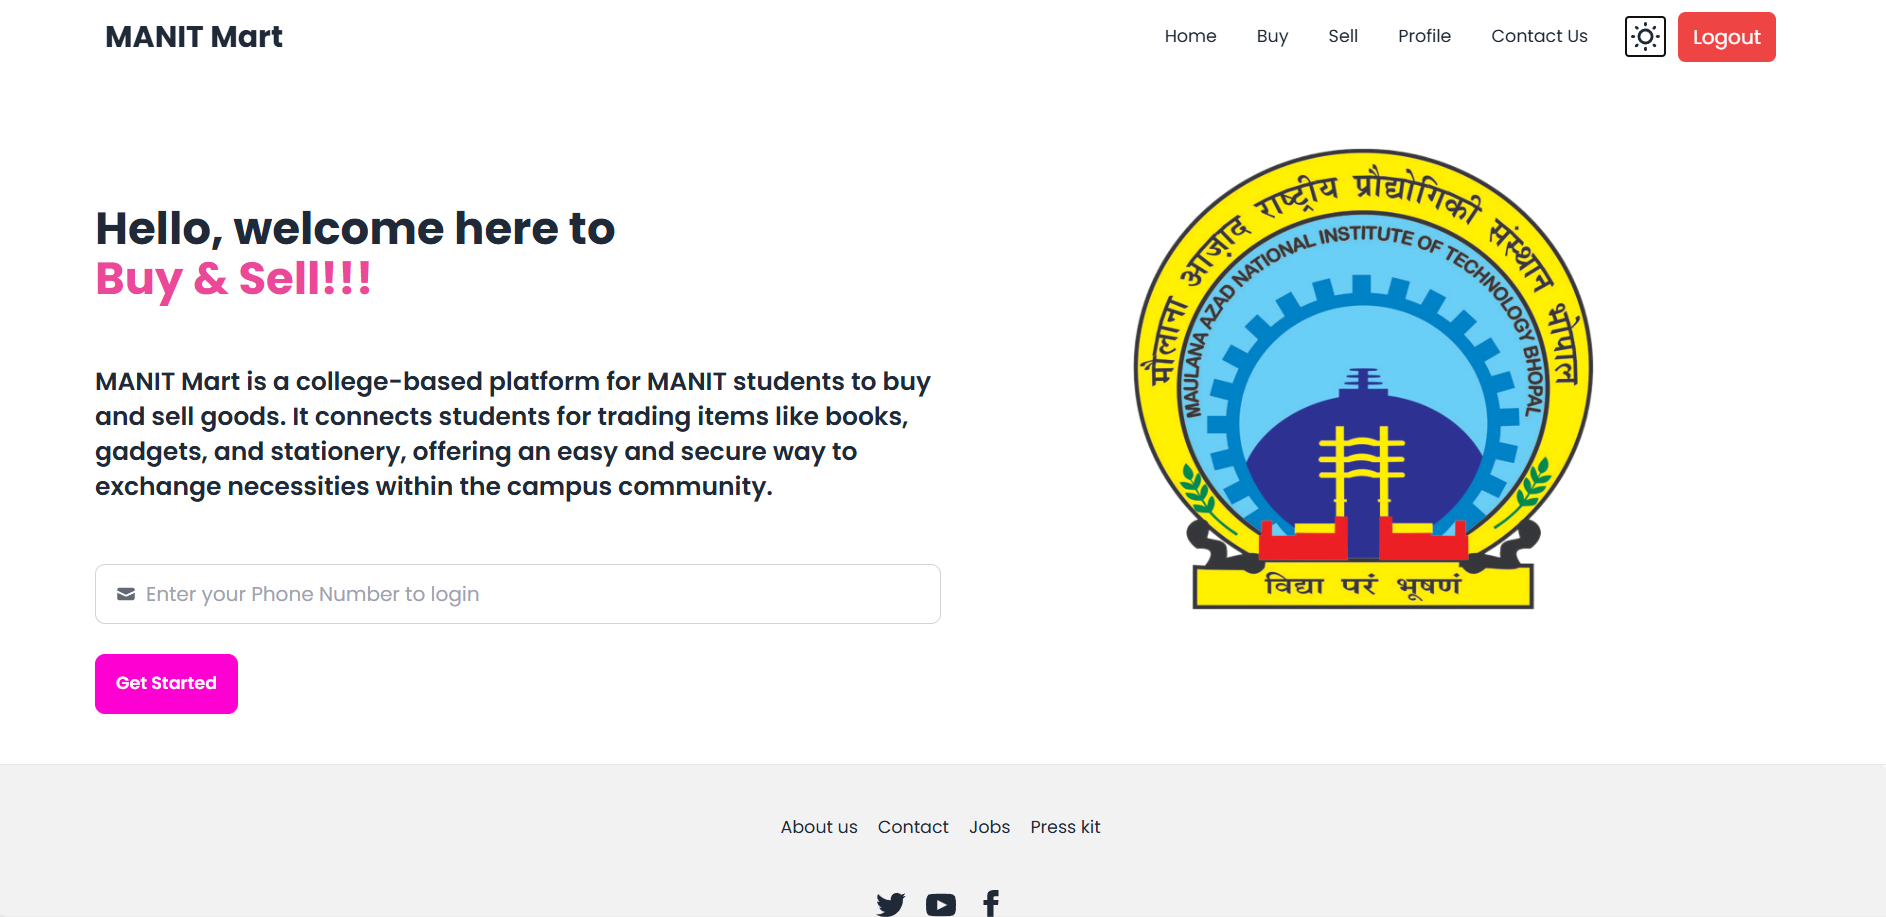 MANIT Mart
Home
Buy
Sell
Profile
Contact Us
Logout
Hello, welcome here to
Buy & Sell!!!
MANIT Mart is a college-based platform for MANIT students to buy
and sell goods. It connects students for trading items like books,
gadgets, and stationery, offering an easy and secure way to
exchange necessities within the campus community.
Enter your Phone Number to login
Get Started
मौलाना आज़ाद राष्ट्रीय प्रौद्योगिकी संस्थान भोपाल
MAULANA AZAD NATIONAL INSTITUTE OF TECHNOLOGY BHOPAL
विद्या परं भूषणं
About us
Contact
Jobs
Press kit